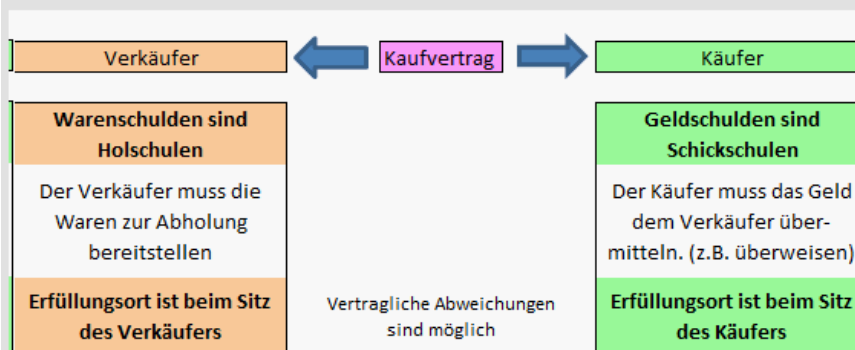 Verkäufer
Kaufvertrag
Käufer
Warenschulden sind
Holschulen
Der Verkäufer muss die
Waren zur Abholung
bereitstellen
Erfüllungsort ist beim Sitz
des Verkäufers
Vertragliche Abweichungen
sind möglich
Geldschulden sind
Schickschulen
Der Käufer muss das Geld
dem Verkäufer über-
mitteln. (z.B. überweisen)
Erfüllungsort ist beim Sitz
des Käufers